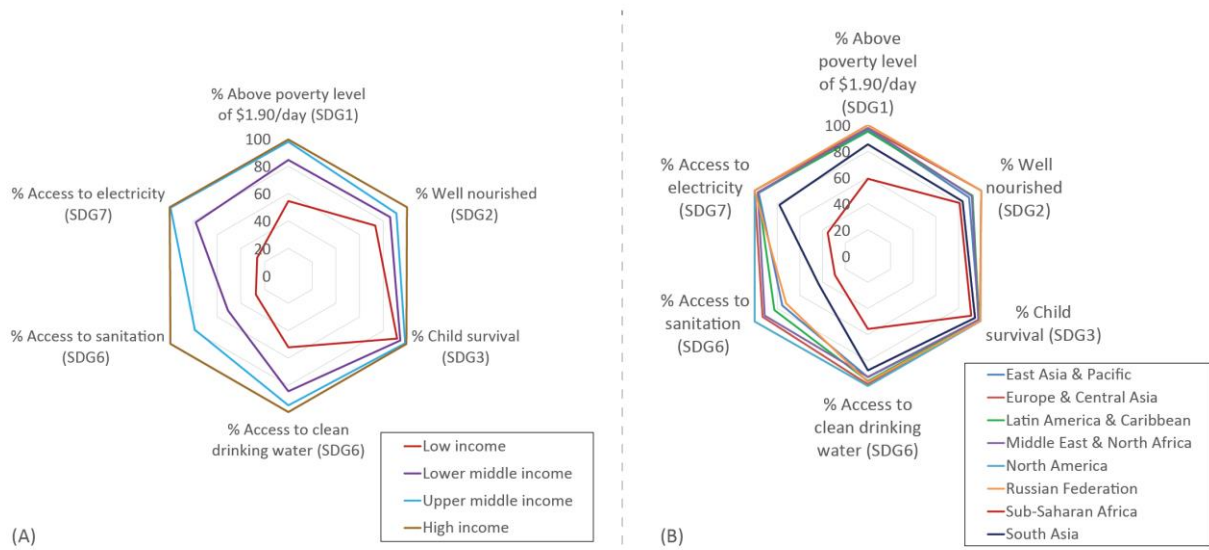 % Above poverty level
of $1.90/day (SDG1)
100
80
60
40
20
0
% Well nourished
(SDG2)
% Child survival
(SDG3)
% Access to clean
drinking water (SDG6)
% Access to sanitation
(SDG6)
% Access to electricity
(SDG7)
Low income
Lower middle income
Upper middle income
High income
(A)
% Above
poverty level
of $1.90/day
(SDG1)
100
80
60
40
20
0
% Well
nourished
(SDG2)
% Child
survival (SDG3)
% Access to
clean drinking
water (SDG6)
% Access to
sanitation
(SDG6)
% Access to
electricity
(SDG7)
East Asia & Pacific
Europe & Central Asia
Latin America & Caribbean
Middle East & North Africa
North America
Russian Federation
Sub-Saharan Africa
South Asia
(B)